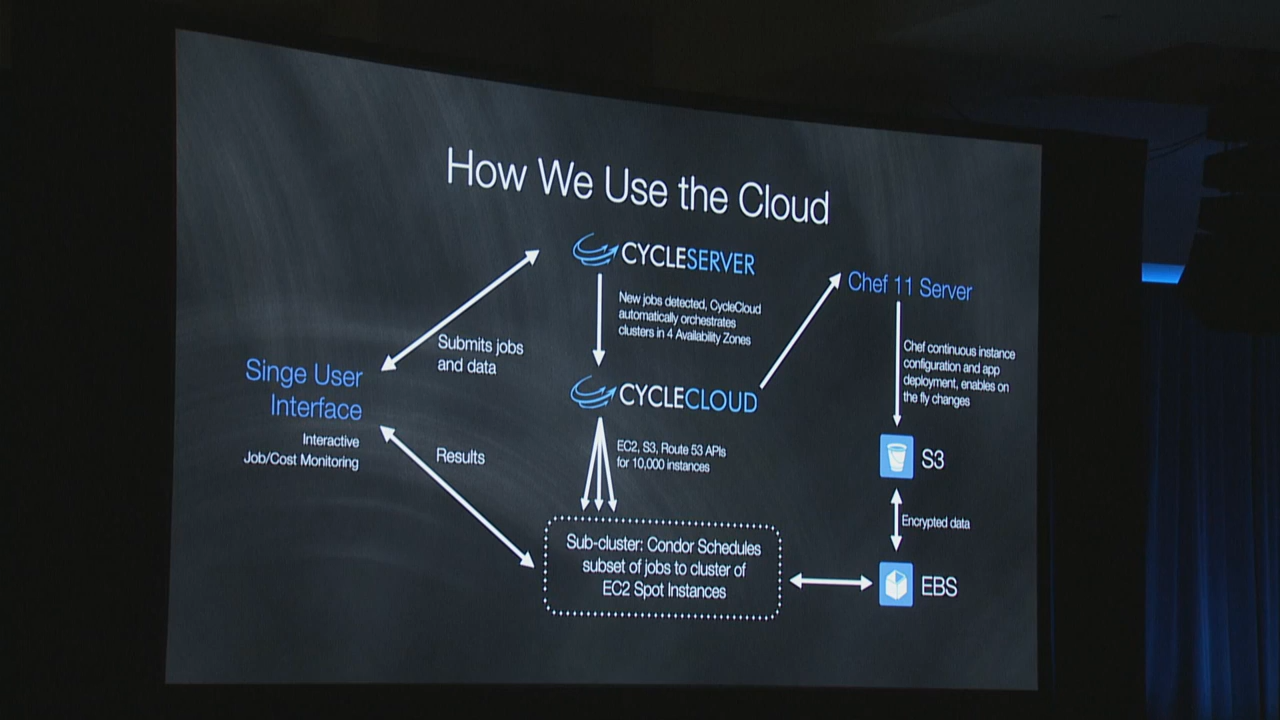 How We Use the Cloud
CYCLESERVER
New jobs detected, CycleCloud
automatically orchestrates
clusters in 4 Availability Zones
Chef 11 Server
Submits jobs
and data
Chef continuous instance
configuration and app
deployment, enables on
the fly changes
Singe User
Interface
Interactive
Job/Cost Monitoring
CYCLECLOUD
Results
EC2, S3, Route 53 APIs
for 10,000 instances
S3
Encrypted data
Sub-cluster: Condor Schedules
subset of jobs to cluster of
EC2 Spot Instances
EBS